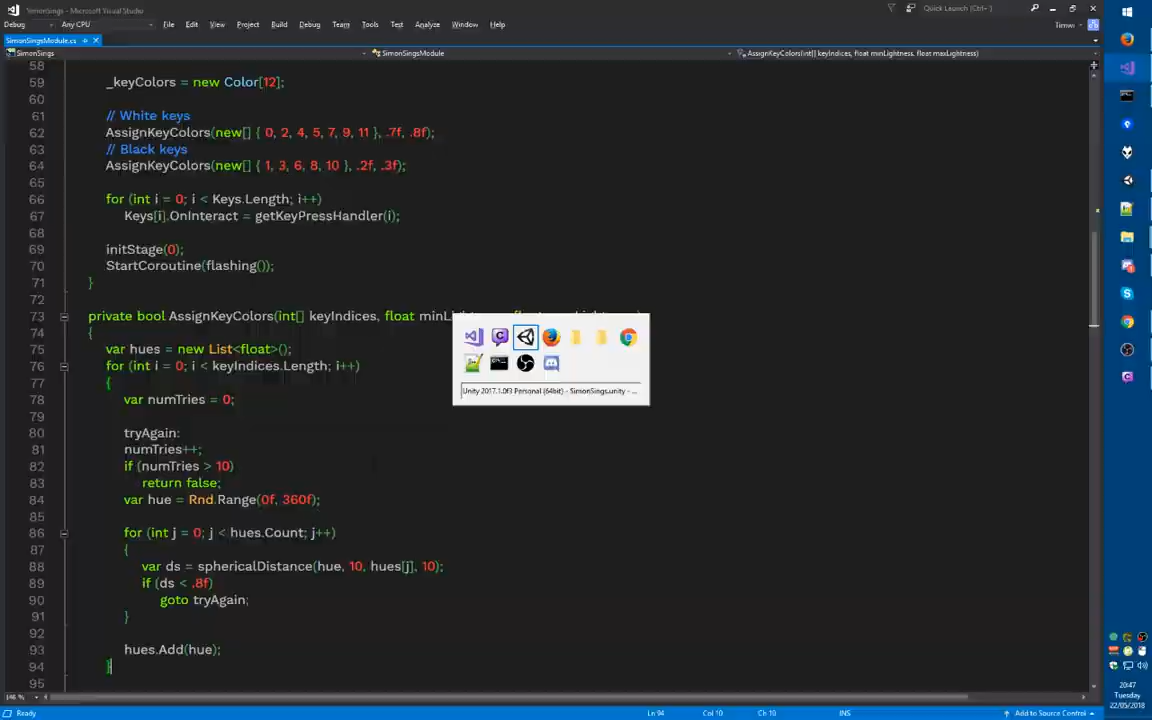 SimonSings - Microsoft Visual Studio
Quick Launch (Ctrl+)
Debug Any CPU File Edit View Project Build Debug Team Tools Test Analyze Window Help Timwi
SimonSingsModule.cs
SimonSings SimonSingsModule AssignKeyColors(int[] keyIndices, float minLightness, float maxLightness)
58
59 _keyColors = new Color[12];
60
61 // White keys
62 AssignKeyColors(new[] { 0, 2, 4, 5, 7, 9, 11 }, .7f, .8f);
63 // Black keys
64 AssignKeyColors(new[] { 1, 3, 6, 8, 10 }, .2f, .3f);
65
66 for (int i = 0; i < Keys.Length; i++)
67 Keys[i].OnInteract = getKeyPressHandler(i);
68
69 initStage(0);
70 StartCoroutine(flashing());
71 }
72
73 private bool AssignKeyColors(int[] keyIndices, float minLi
74 {
75 var hues = new List<float>();
76 for (int i = 0; i < keyIndices.Length; i++)
77 {
78 var numTries = 0;
79
80 tryAgain:
81 numTries++;
82 if (numTries > 10)
83 return false;
84 var hue = Rnd.Range(0f, 360f);
85
86 for (int j = 0; j < hues.Count; j++)
87 {
88 var ds = sphericalDistance(hue, 10, hues[j], 10);
89 if (ds < .8f)
90 goto tryAgain;
91 }
92
93 hues.Add(hue);
94 }
95
Unity 2017.1.0f3 Personal (64bit) - SimonSings.unity - ...
146 %
Ready Ln 94 Col 10 Ch 10 INS Add to Source Control
20:47
Tuesday
22/05/2018